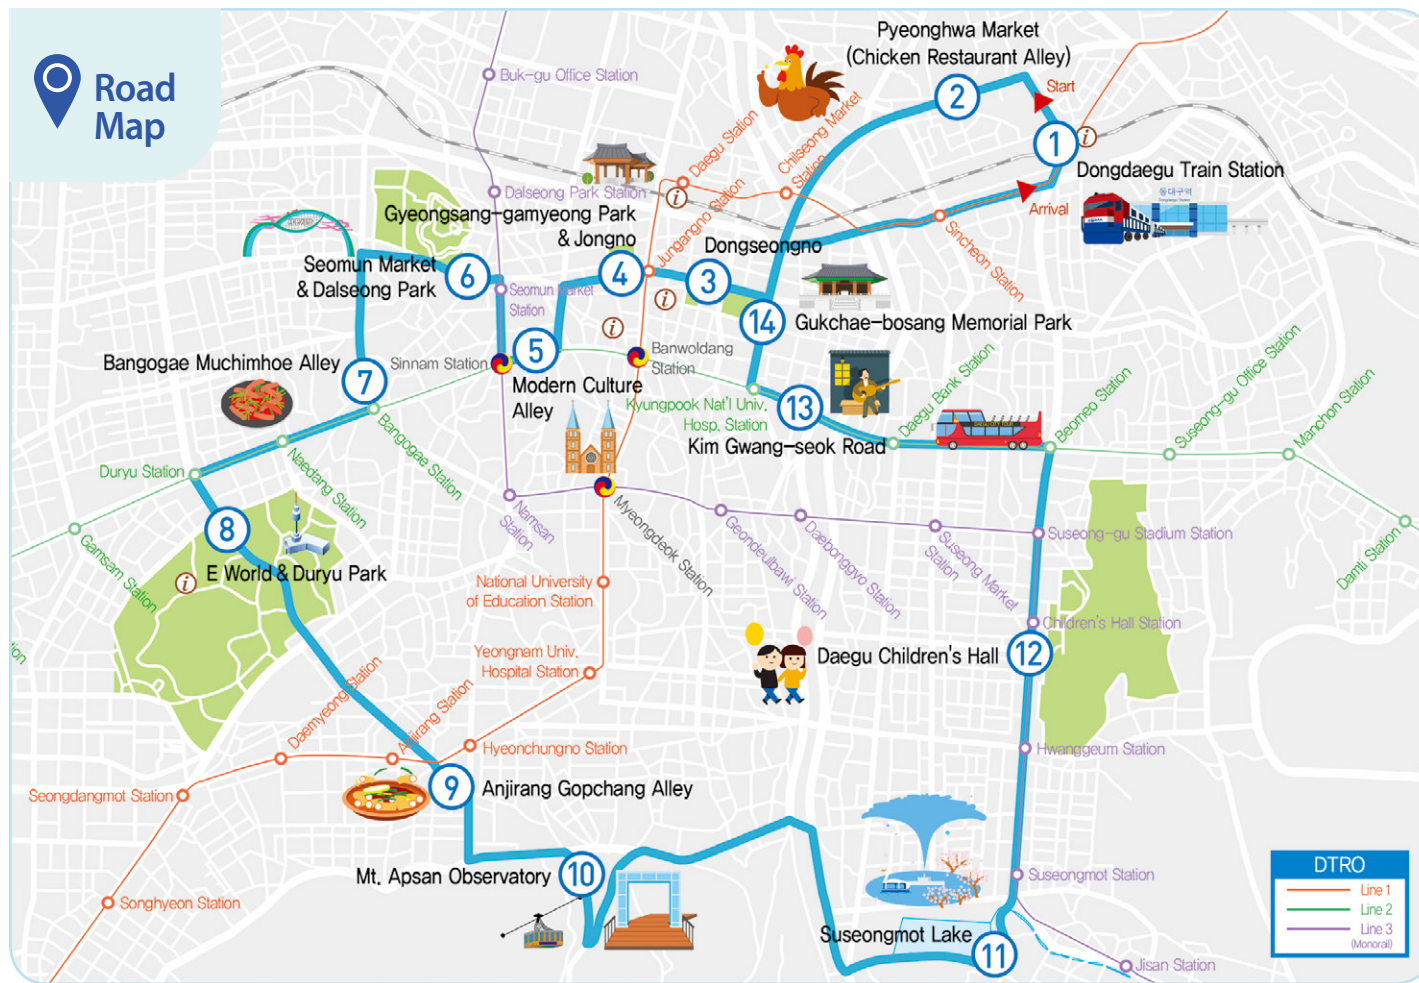 Road
Map
Pyeonghwa Market
(Chicken Restaurant Alley)
2
Start
1
i
Dongdaegu Train Station
Arrival
동대구역
Buk-gu Office Station
Daegu Station
Chilseong Market
Station
Dalseong Park Station
i
Gyeongsang-gamyeong Park
& Jongno
Jungangno Station
Dongseongno
Sincheon Station
Seomun Market
& Dalseong Park
6
4
3
Seomun Market
Station
i
i
14
Gukchae-bosang Memorial Park
Bangogae Muchimhoe Alley
7
Sinnam Station
5
Modern Culture
Alley
Banwoldang
Station
Kyungpook Nat'l Univ.
Hosp. Station
13
Kim Gwang-seok Road
Daegu Bank Station
Beomeo Station
Suseong-gu Office Station
Manchon Station
Damti Station
Bangogae Station
Naedang Station
Duryu Station
Gamsam Station
8
E World & Duryu Park
i
ion
Namsan
Station
Myeongdeok Station
Geondeulbawi Station
Daebonggyo Station
Suseong Market
Station
Suseong-gu Stadium Station
National University
of Education Station
Yeongnam Univ.
Hospital Station
Children's Hall Station
Daegu Children's Hall
12
Hwanggeum Station
Daemyeong Station
Anjirang Station
Hyeonchungno Station
Seongdangmot Station
9
Anjirang Gopchang Alley
Songhyeon Station
Mt. Apsan Observatory
10
Suseongmot Station
Suseongmot Lake
11
Jisan Station
DTRO
Line 1
Line 2
Line 3
(Monorail)